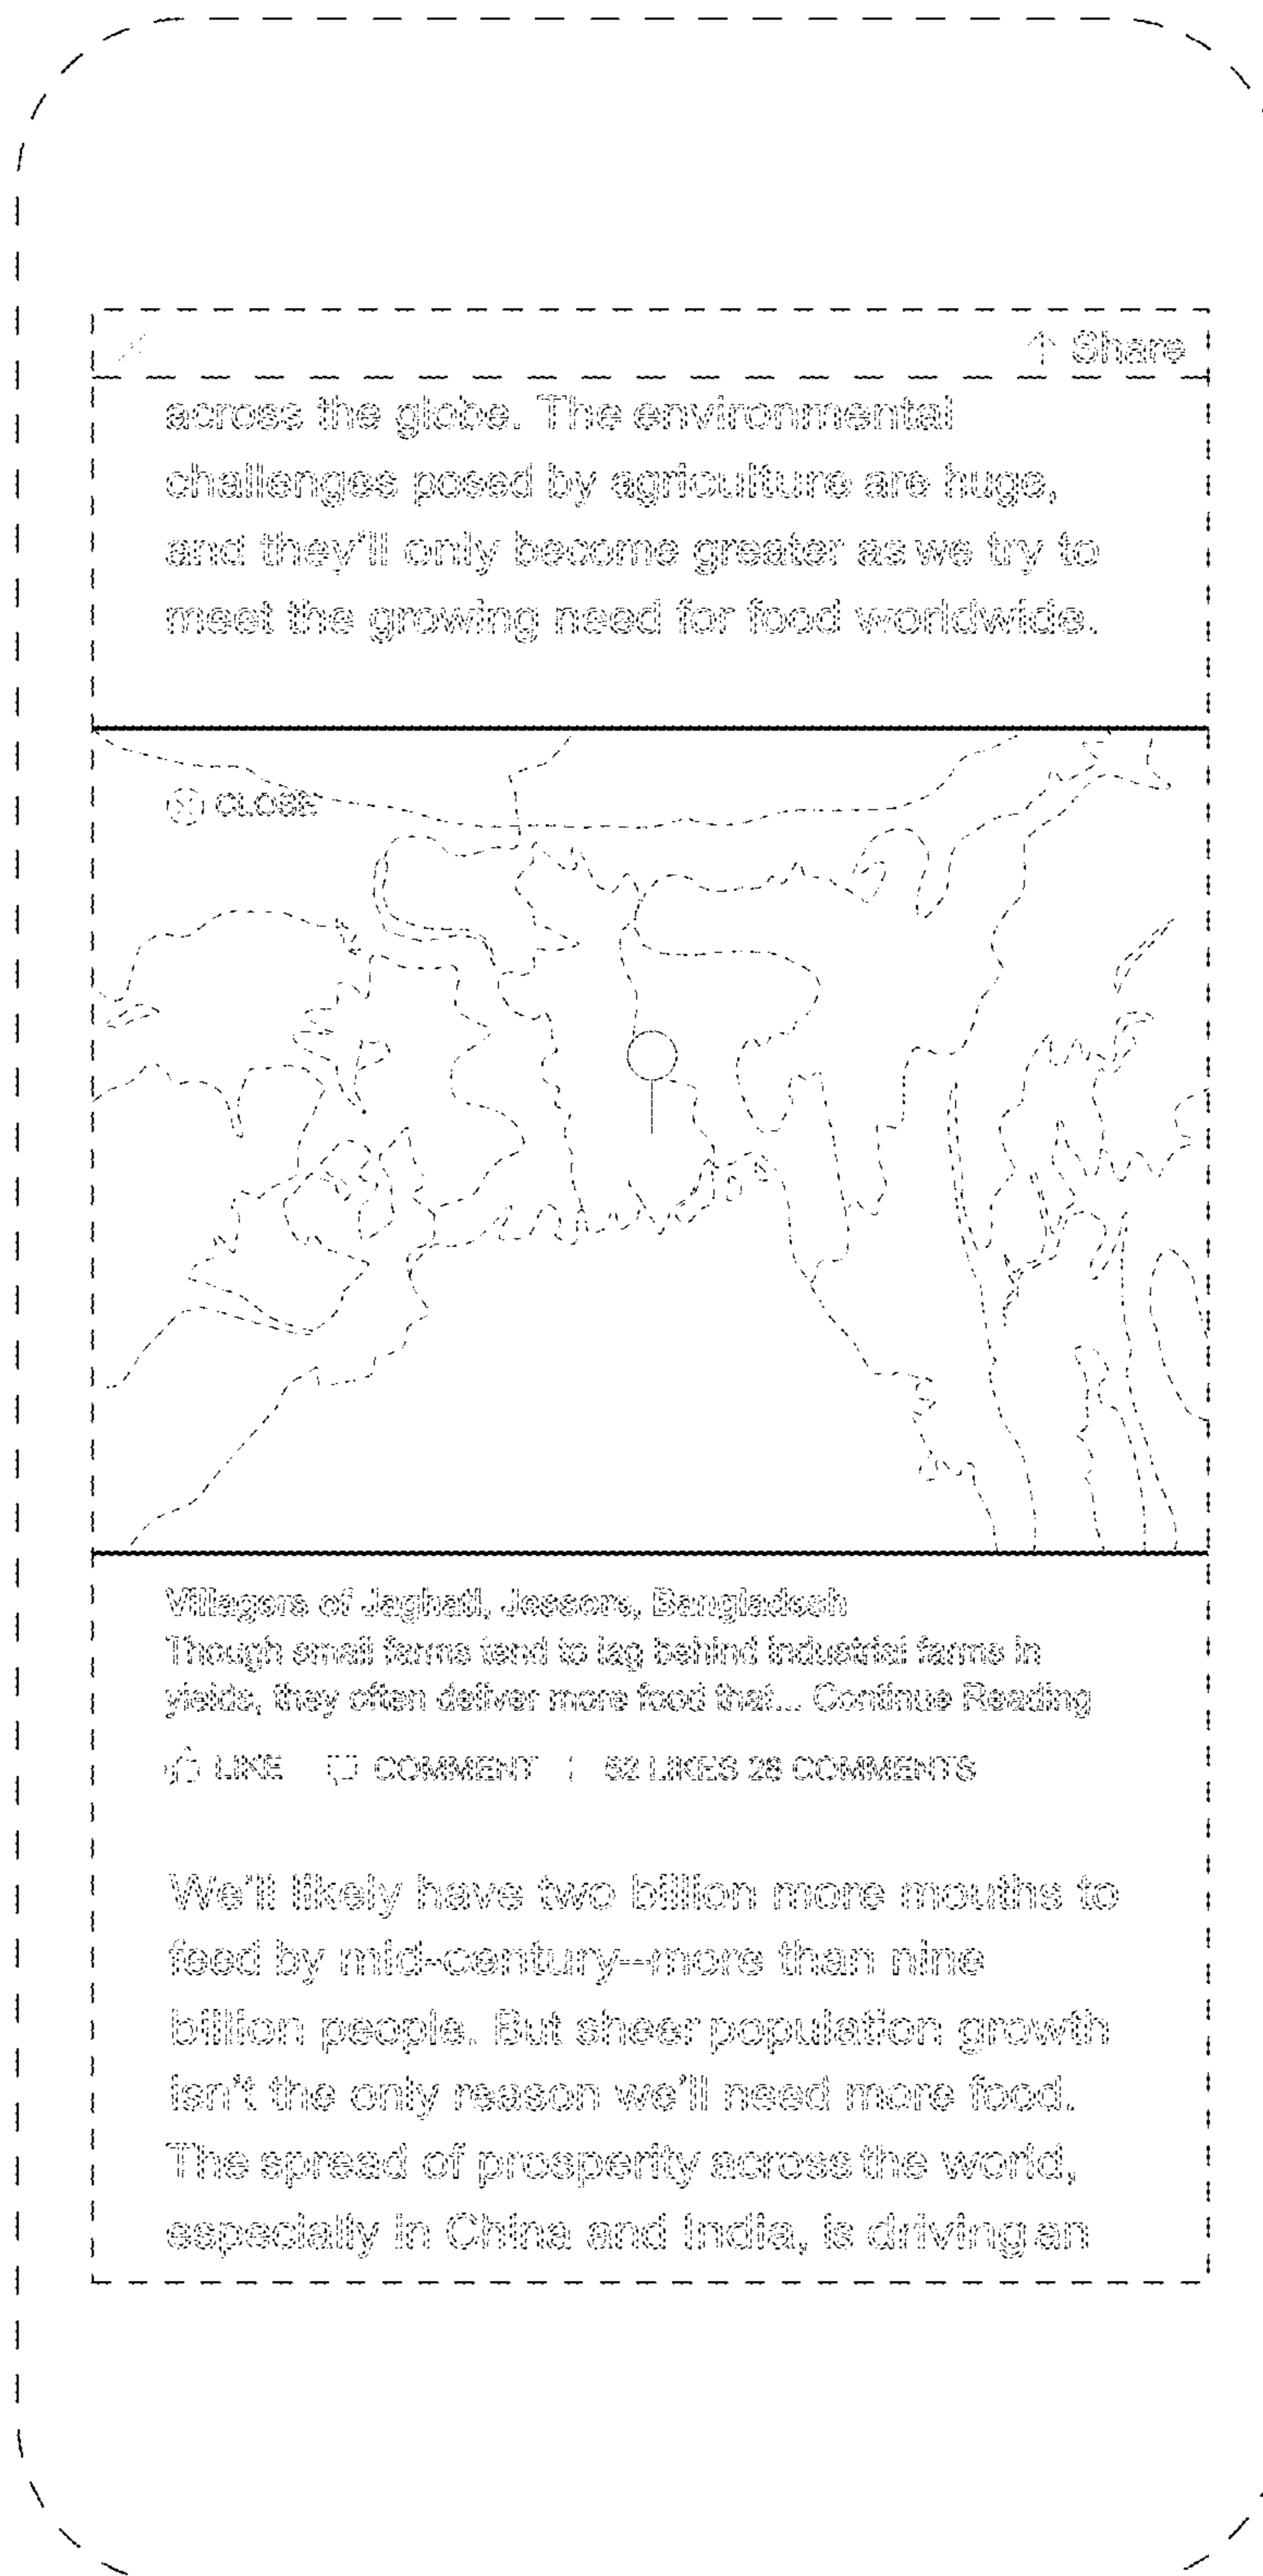 Share
across the globe. The environmental
challenges posed by agriculture are huge,
and they'll only become greater as we try to
meet the growing need for food worldwide.
CLOSE
Villagers of Jaghati, Jessore, Bangladesh
Though small farms tend to lag behind industrial farms in
yields, they often deliver more food that... Continue Reading
LIKE COMMENT | 52 LIKES 26 COMMENTS
We'll likely have two billion more mouths to
feed by mid-century--more than nine
billion people. But sheer population growth
isn't the only reason we'll need more food.
The spread of prosperity across the world,
especially in China and India, is driving an